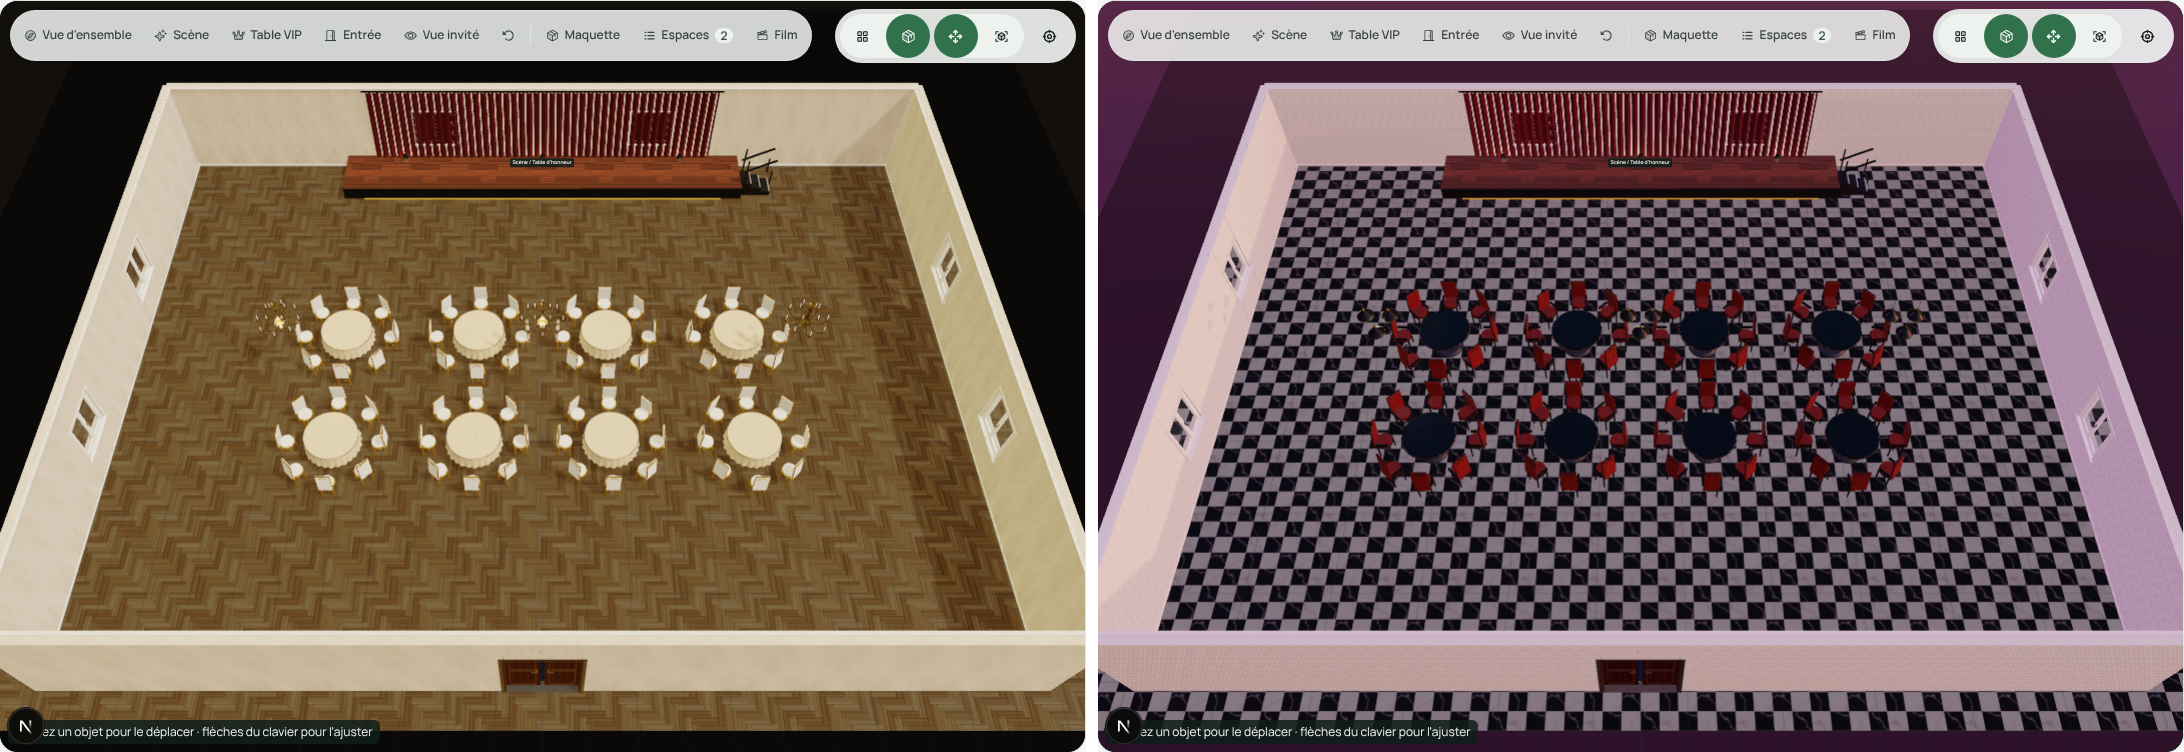 Vue d'ensemble Scène Table VIP Entrée Vue invité Maquette Espaces 2 Film
Scène / Table d'honneur
N
ez un objet pour le déplacer · flèches du clavier pour l'ajuster
Vue d'ensemble Scène Table VIP Entrée Vue invité Maquette Espaces 2 Film
Scène / Table d'honneur
N
ez un objet pour le déplacer · flèches du clavier pour l'ajuster